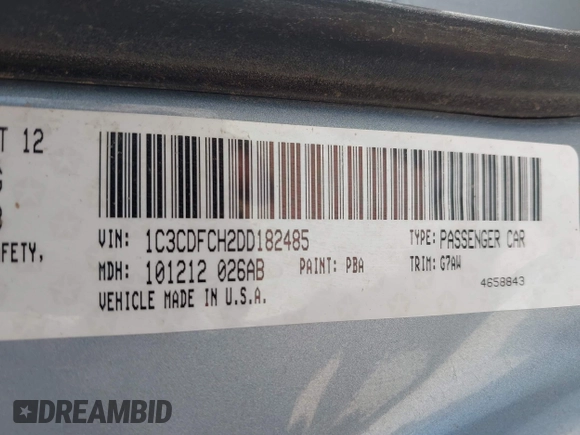 T 12
FETY,
VIN: 1C3CDFCH2DD182485 TYPE: PASSENGER CAR
MDH: 101212 026AB PAINT: PBA TRIM: G7AW
VEHICLE MADE IN U.S.A. 4658843
DREAMBID